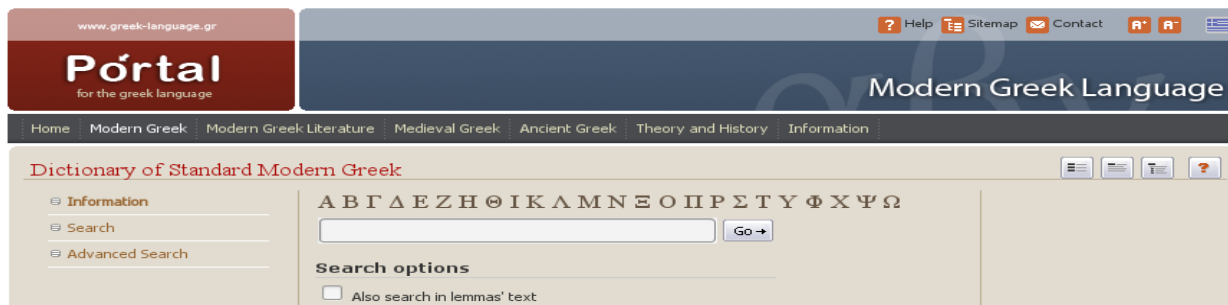 www.greek-language.gr
Help Sitemap Contact A+ A-
Pórtal
for the greek language
Modern Greek Language
Home Modern Greek Modern Greek Literature Medieval Greek Ancient Greek Theory and History Information
Dictionary of Standard Modern Greek
?
Information
Search
Advanced Search
Α Β Γ Δ Ε Ζ Η Θ Ι Κ Λ Μ Ν Ξ Ο Π Ρ Σ Τ Υ Φ Χ Ψ Ω
Go →
Search options
Also search in lemmas' text